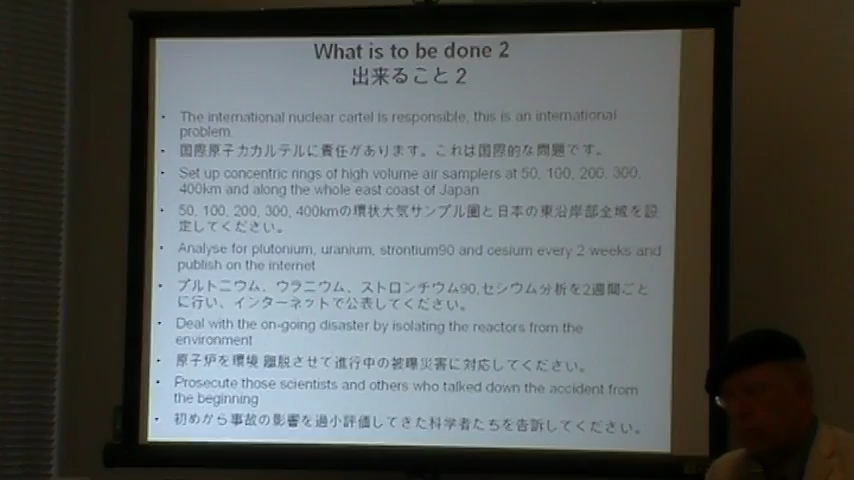 What is to be done 2
出来ること 2
• The international nuclear cartel is responsible, this is an international
problem.
• 国際原子力カルテルに責任があります。これは国際的な問題です。
• Set up concentric rings of high volume air samplers at 50, 100, 200, 300,
400km and along the whole east coast of Japan
• 50, 100, 200, 300, 400kmの環状大気サンプル圏と日本の東沿岸部全域を設
定してください。
• Analyse for plutonium, uranium, strontium90 and cesium every 2 weeks and
publish on the internet
• プルトニウム、ウラニウム、ストロンチウム90,セシウム分析を2週間ごと
に行い、インターネットで公表してください。
• Deal with the on-going disaster by isolating the reactors from the
environment
• 原子炉を環境 離脱させて進行中の被曝災害に対応してください。
• Prosecute those scientists and others who talked down the accident from
the beginning
• 初めから事故の影響を過小評価してきた科学者たちを告訴してください。